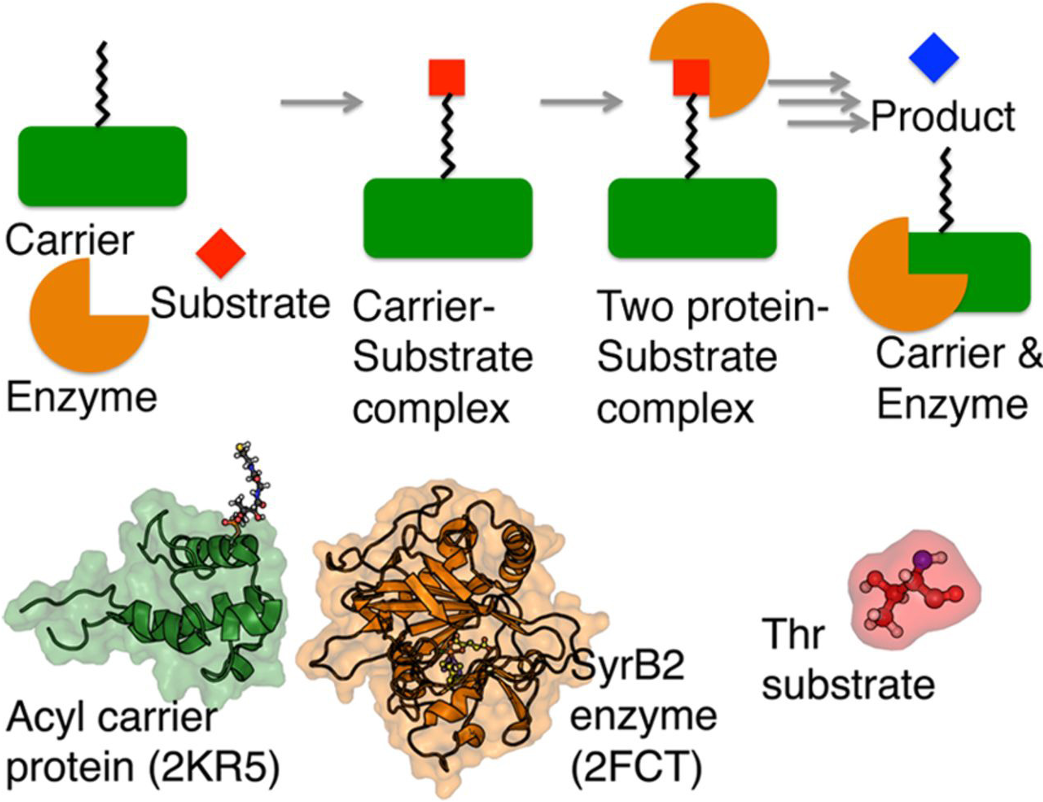 Product
Carrier
Substrate
Enzyme
Carrier-
Substrate
complex
Two protein-
Substrate
complex
Carrier &
Enzyme
Acyl carrier
protein (2KR5)
SyrB2
enzyme
(2FCT)
Thr
substrate